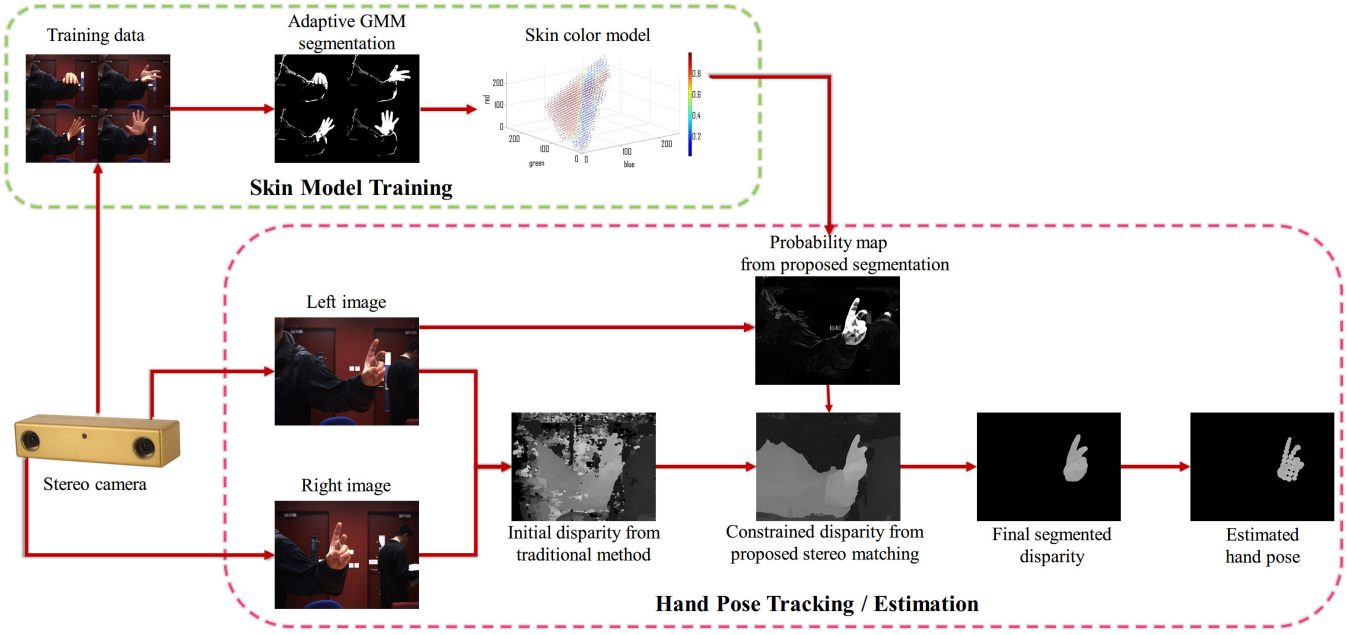 Training data
Adaptive GMM
segmentation
Skin color model
red
200
100
0
200
100
0
green
0
100
200
blue
0.8
0.6
0.4
0.2
Skin Model Training
Probability map
from proposed segmentation
Left image
Stereo camera
Right image
Initial disparity from
traditional method
Constrained disparity from
proposed stereo matching
Final segmented
disparity
Estimated
hand pose
Hand Pose Tracking / Estimation